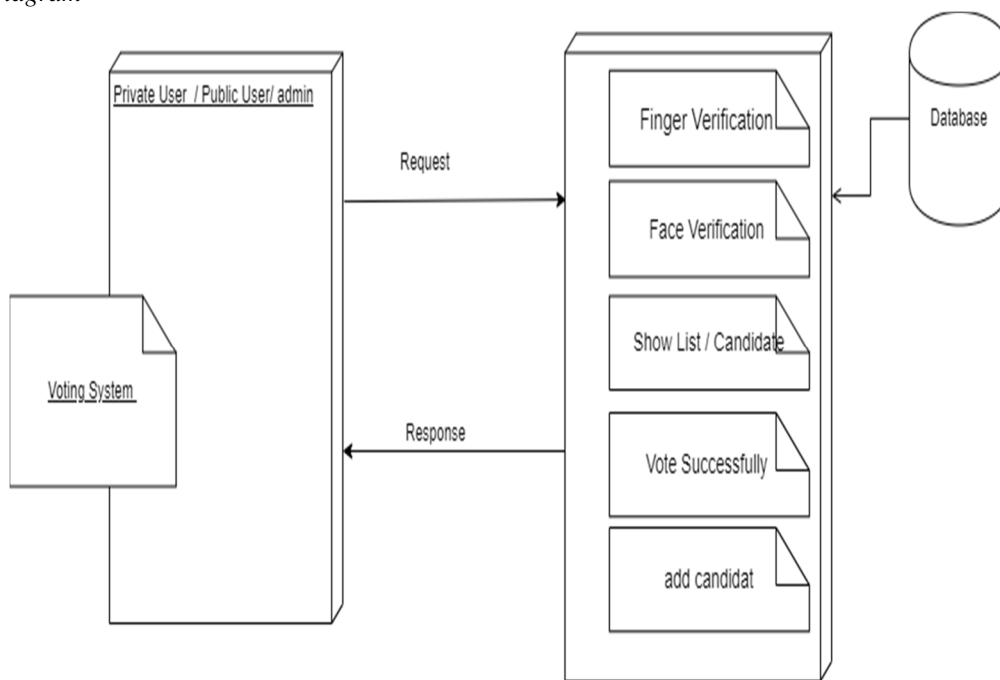 Private User / Public User/ admin
Voting System
Request
Response
Finger Verification
Face Verification
Show List / Candidate
Vote Successfully
add candidat
Database